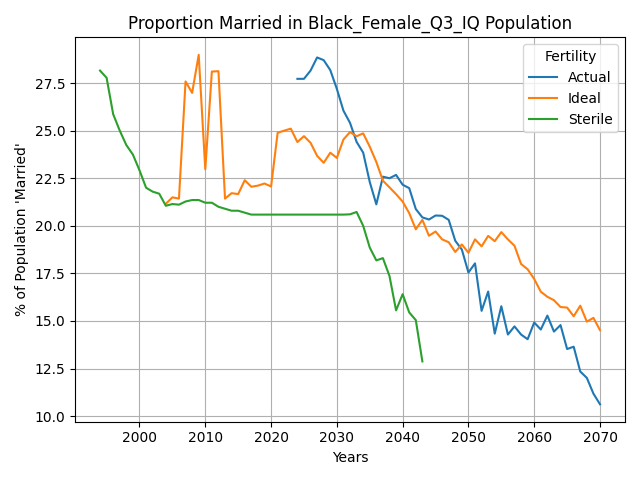 Proportion Married in Black_Female_Q3_IQ Population
% of Population 'Married'
27.5
25.0
22.5
20.0
17.5
15.0
12.5
10.0
Fertility
Actual
Ideal
Sterile
2000
2010
2020
2030
2040
2050
2060
2070
Years